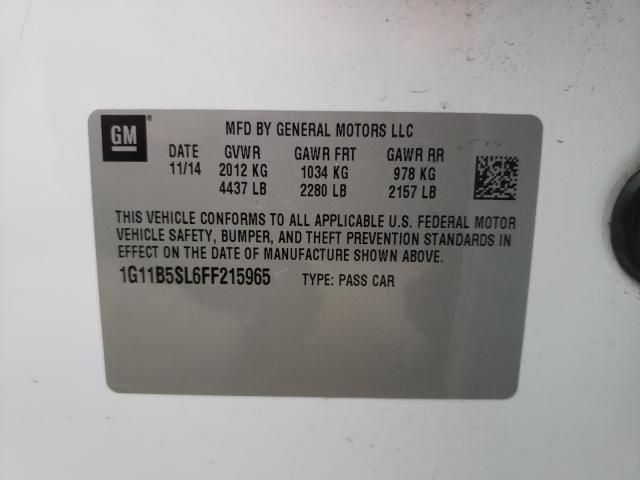 GM®
MFD BY GENERAL MOTORS LLC
DATE GVWR GAWR FRT GAWR RR
11/14 2012 KG 1034 KG 978 KG
4437 LB 2280 LB 2157 LB
THIS VEHICLE CONFORMS TO ALL APPLICABLE U.S. FEDERAL MOTOR
VEHICLE SAFETY, BUMPER, AND THEFT PREVENTION STANDARDS IN
EFFECT ON THE DATE OF MANUFACTURE SHOWN ABOVE.
1G11B5SL6FF215965 TYPE: PASS CAR